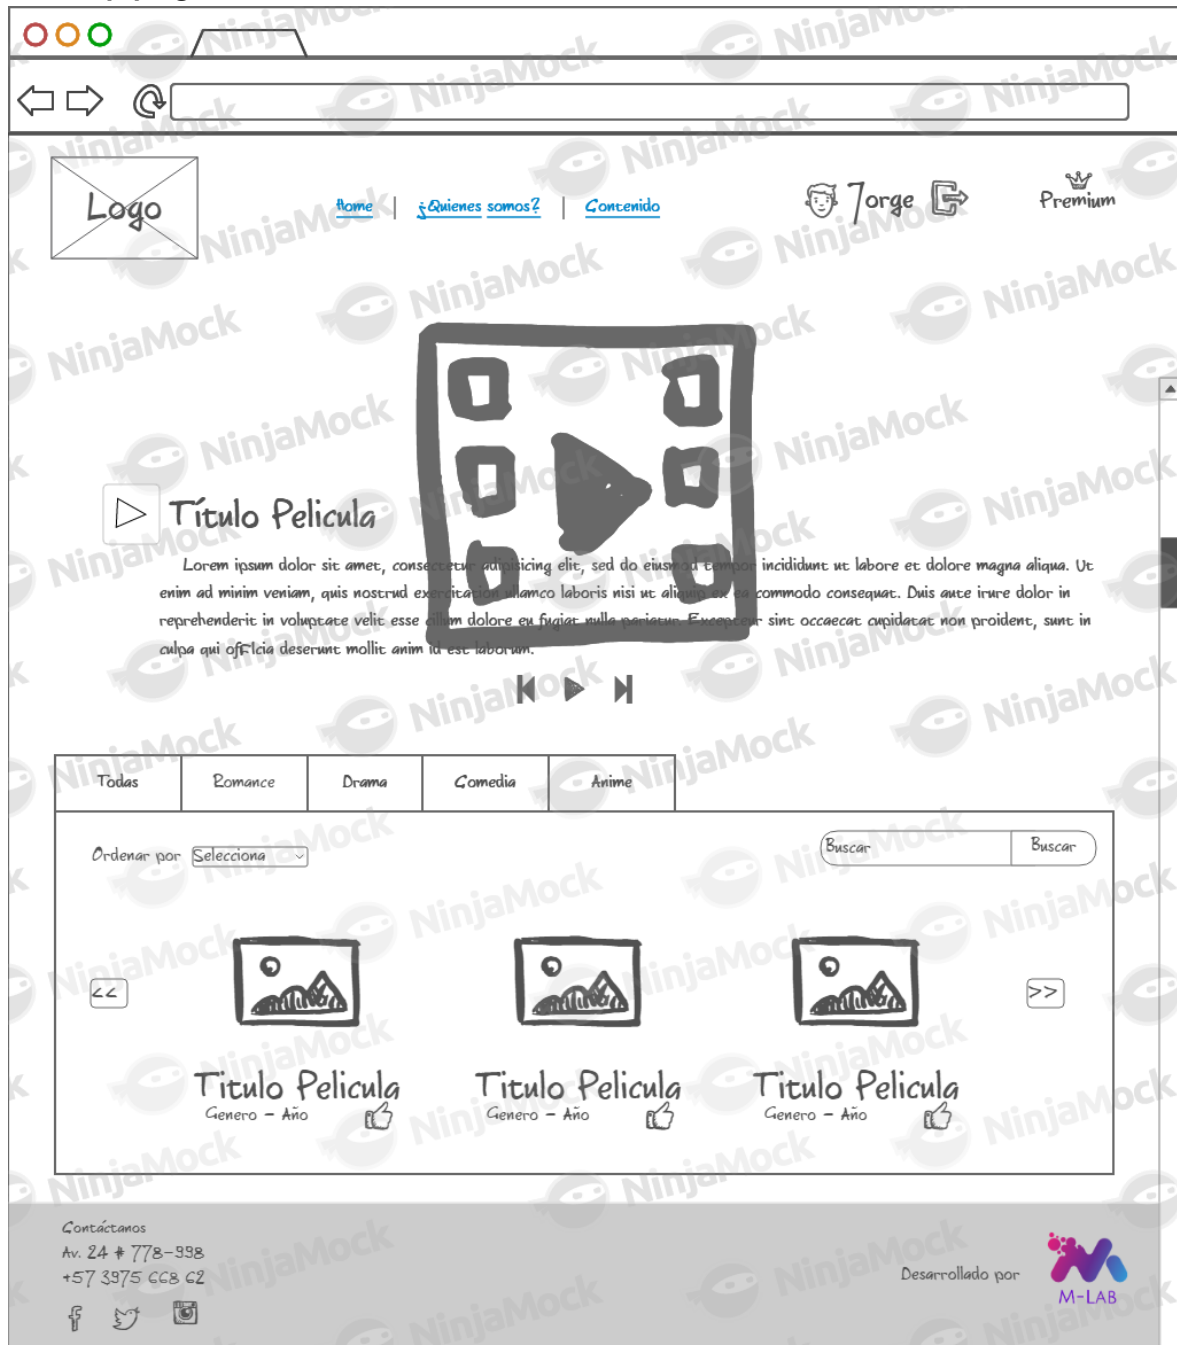 Logo
Home | ¿Quienes somos? | Contenido
Jorge
Premium
Título Pelicula
Lorem ipsum dolor sit amet, consectetur adipisicing elit, sed do eiusmod tempor incididunt ut labore et dolore magna aliqua. Ut
enim ad minim veniam, quis nostrud exercitation ullamco laboris nisi ut aliquip ex ea commodo consequat. Duis aute irure dolor in
reprehenderit in voluptate velit esse cillum dolore eu fugiat nulla pariatur. Excepteur sint occaecat cupidatat non proident, sunt in
culpa qui officia deserunt mollit anim id est laborum.
Todas Romance Drama Comedia Anime
Ordenar por Selecciona
Buscar Buscar
<< >>
Titulo Pelicula Titulo Pelicula Titulo Pelicula
Genero - Año Genero - Año Genero - Año
Contáctanos
Av. 24 # 778-998
+57 3975 668 62
Desarrollado por
M-LAB
NinjaMock